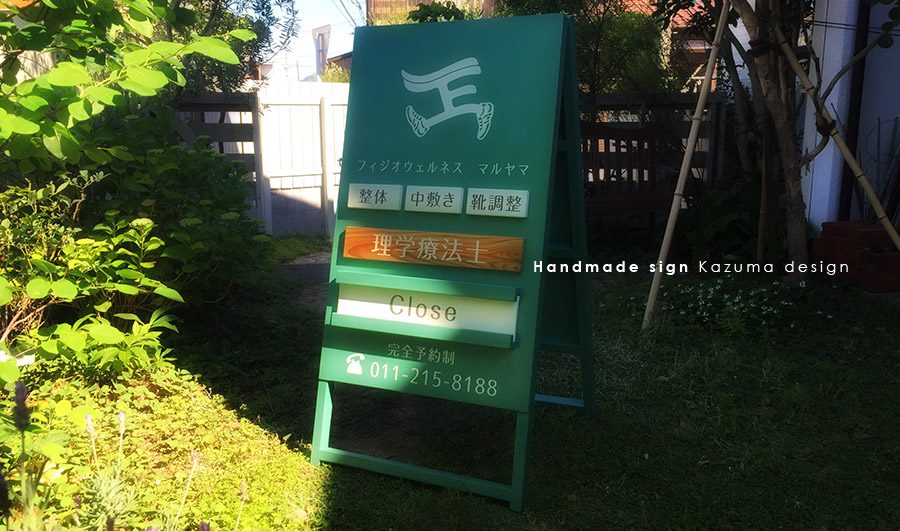 フィジオウェルネス マルヤマ
整体 中敷き 靴調整
理学療法士
Close
完全予約制
011-215-8188
Handmade sign Kazuma design